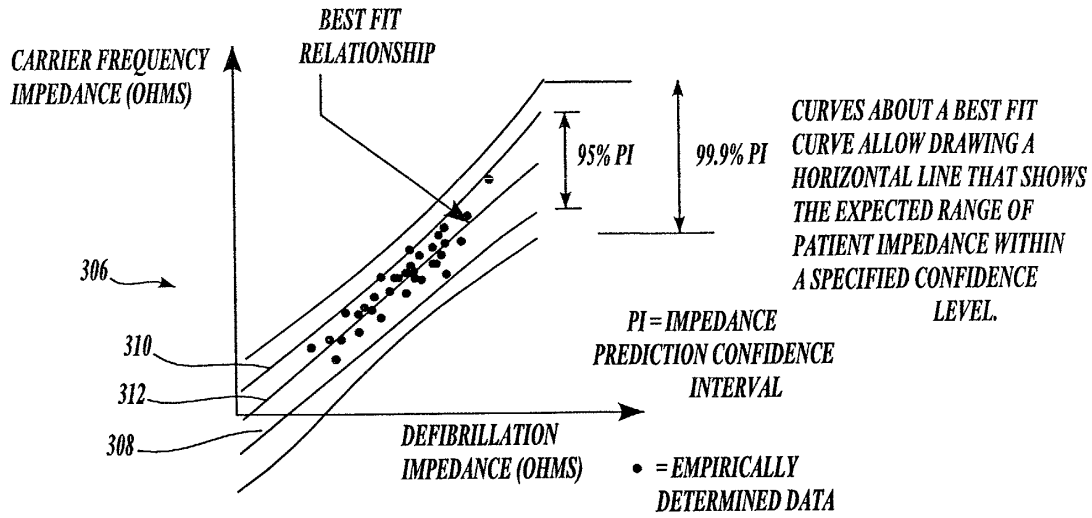 BEST FIT
RELATIONSHIP
CARRIER FREQUENCY
IMPEDANCE (OHMS)
95% PI
99.9% PI
CURVES ABOUT A BEST FIT
CURVE ALLOW DRAWING A
HORIZONTAL LINE THAT SHOWS
THE EXPECTED RANGE OF
PATIENT IMPEDANCE WITHIN
A SPECIFIED CONFIDENCE
LEVEL.
306
310
312
308
PI = IMPEDANCE
PREDICTION CONFIDENCE
INTERVAL
DEFIBRILLATION
IMPEDANCE (OHMS)
• = EMPIRICALLY
DETERMINED DATA